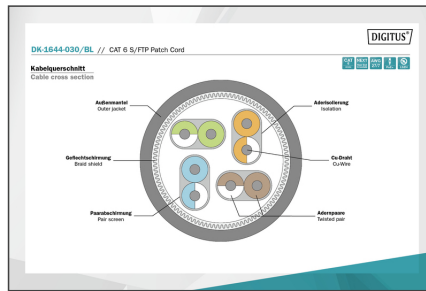 DIGITUS®
DK-1644-030/BL // CAT 6 S/FTP Patch Cord
Kabelquerschnitt
Cable cross section
Außenmantel
Outer jacket
Aderisolierung
Isolation
Geflechtschirmung
Braid shield
Cu-Draht
Cu-Wire
Paarabschirmung
Pair screen
Adernpaare
Twisted pair